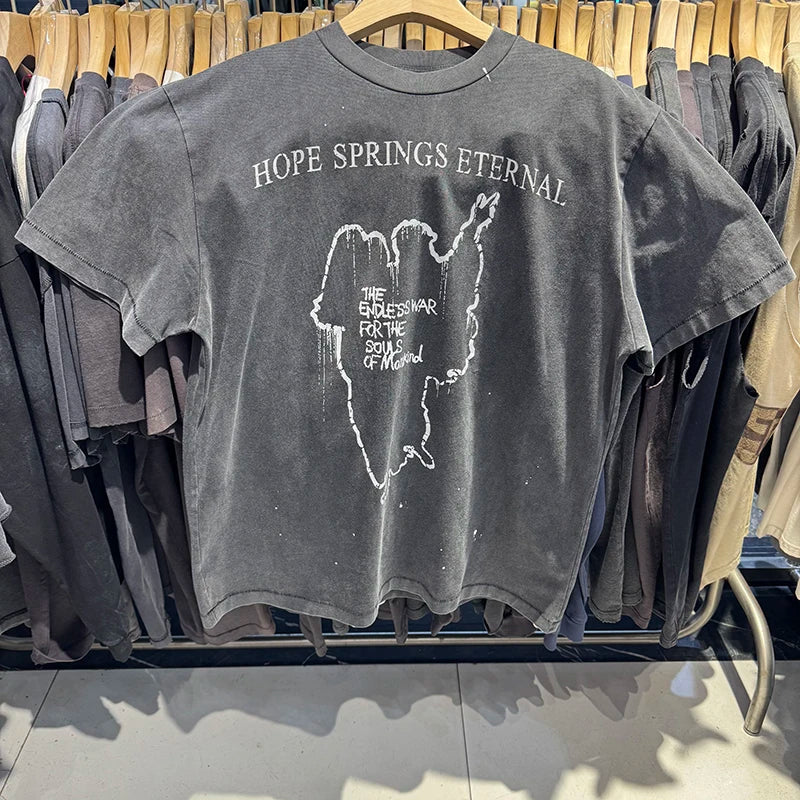 HOPE SPRINGS ETERNAL
THE
ENDLESS WAR
FOR THE
SOULS
OF Mankind